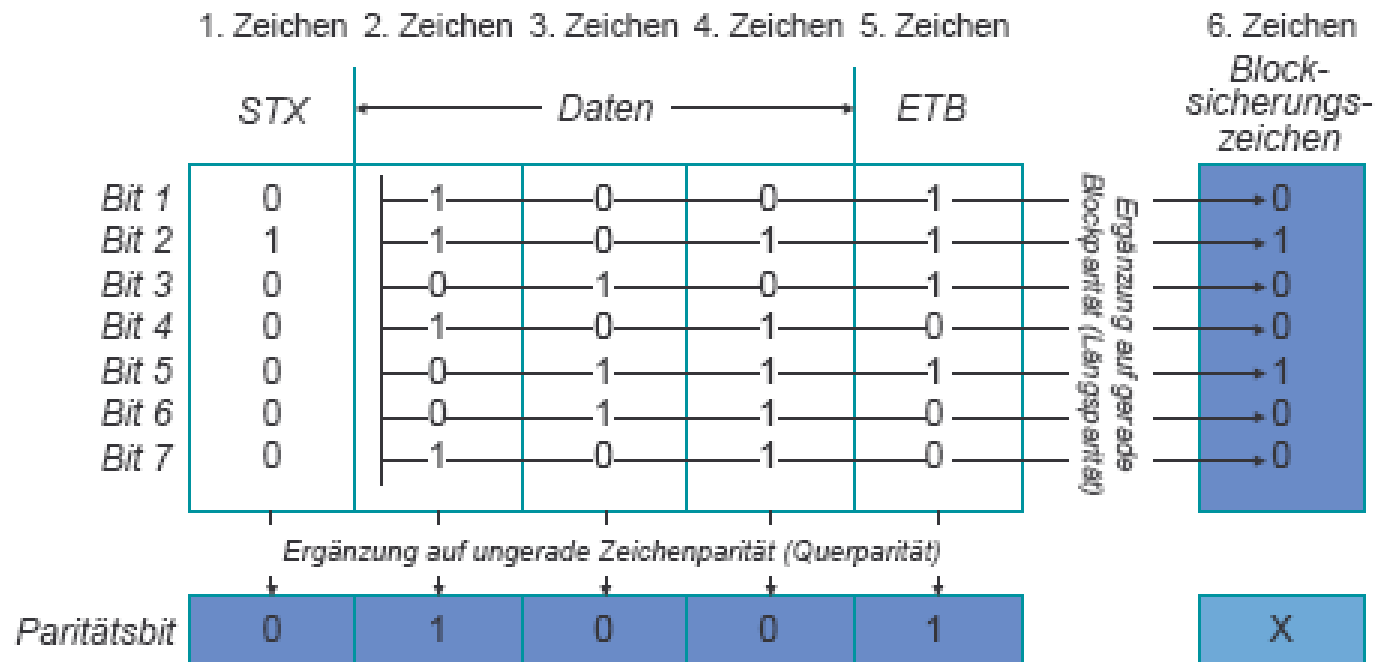 1. Zeichen 2. Zeichen 3. Zeichen 4. Zeichen 5. Zeichen 6. Zeichen
STX Daten ETB Block-
sicherungs-
zeichen
Bit 1 0 1 0 0 1 0
Bit 2 1 1 0 1 1 1
Bit 3 0 0 1 0 1 0
Bit 4 0 1 0 1 0 0
Bit 5 0 0 1 1 1 1
Bit 6 0 0 1 1 0 0
Bit 7 0 1 0 1 0 0
Ergänzung auf gerade
Blockparität (Längsparität)
Ergänzung auf ungerade Zeichenparität (Querparität)
Paritätsbit 0 1 0 0 1 X